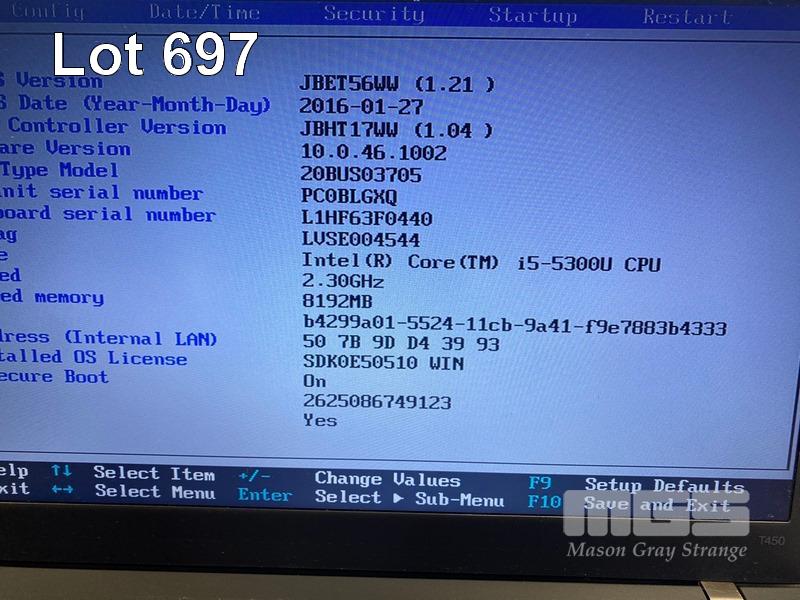 Config Date/Time Security Startup Restart
Lot 697
S Version JBET56WW (1.21 )
S Date (Year-Month-Day) 2016-01-27
Controller Version JBHT17WW (1.04 )
are Version 10.0.46.1002
Type Model 20BUS03705
nit serial number PC0BLGXQ
board serial number L1HF63F0440
ag LVSE004544
e Intel(R) Core(TM) i5-5300U CPU
ed 2.30GHz
ed memory 8192MB
b4299a01-5524-11cb-9a41-f9e7883b4333
dress (Internal LAN) 50 7B 9D D4 39 93
talled OS License SDK0E50510 WIN
ecure Boot On
2625086749123
Yes
elp ↑↓ Select Item +/- Change Values F9 Setup Defaults
xit ←→ Select Menu Enter Select ▶ Sub-Menu F10 Save and Exit
MGS
Mason Gray Strange
T450